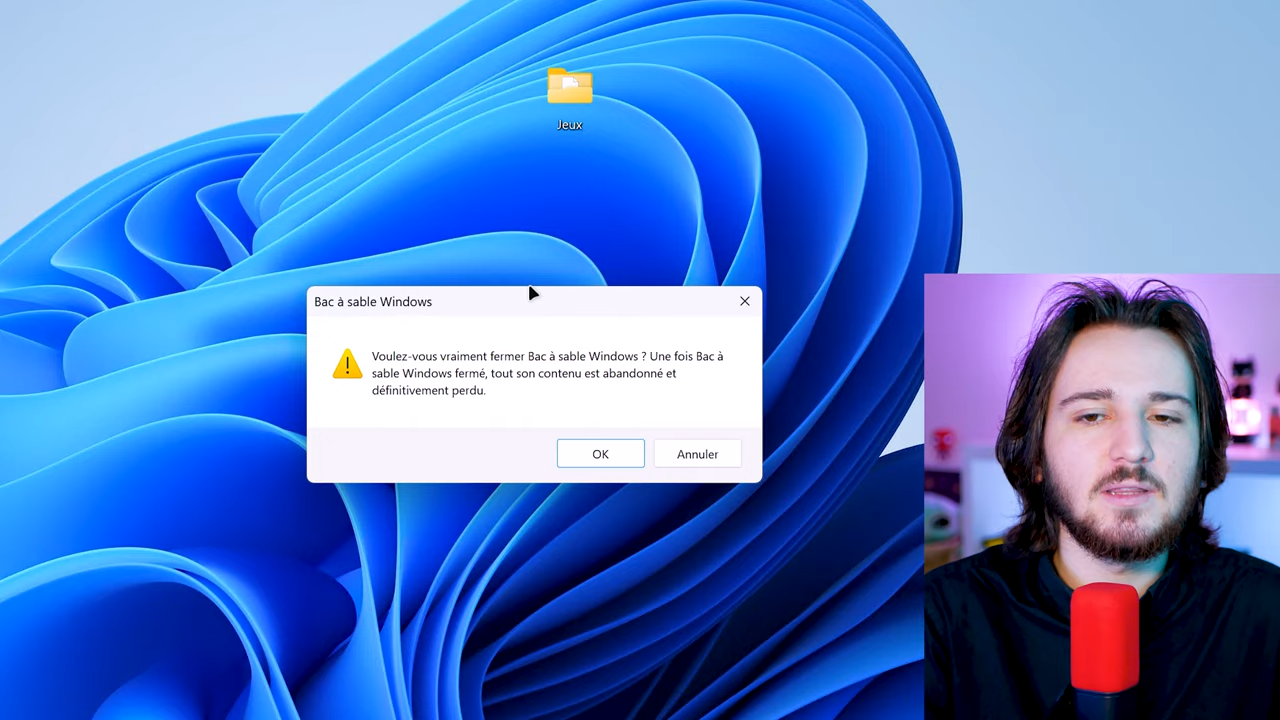 Jeux
Bac à sable Windows
Voulez-vous vraiment fermer Bac à sable Windows ? Une fois Bac à
sable Windows fermé, tout son contenu est abandonné et
définitivement perdu.
OK
Annuler